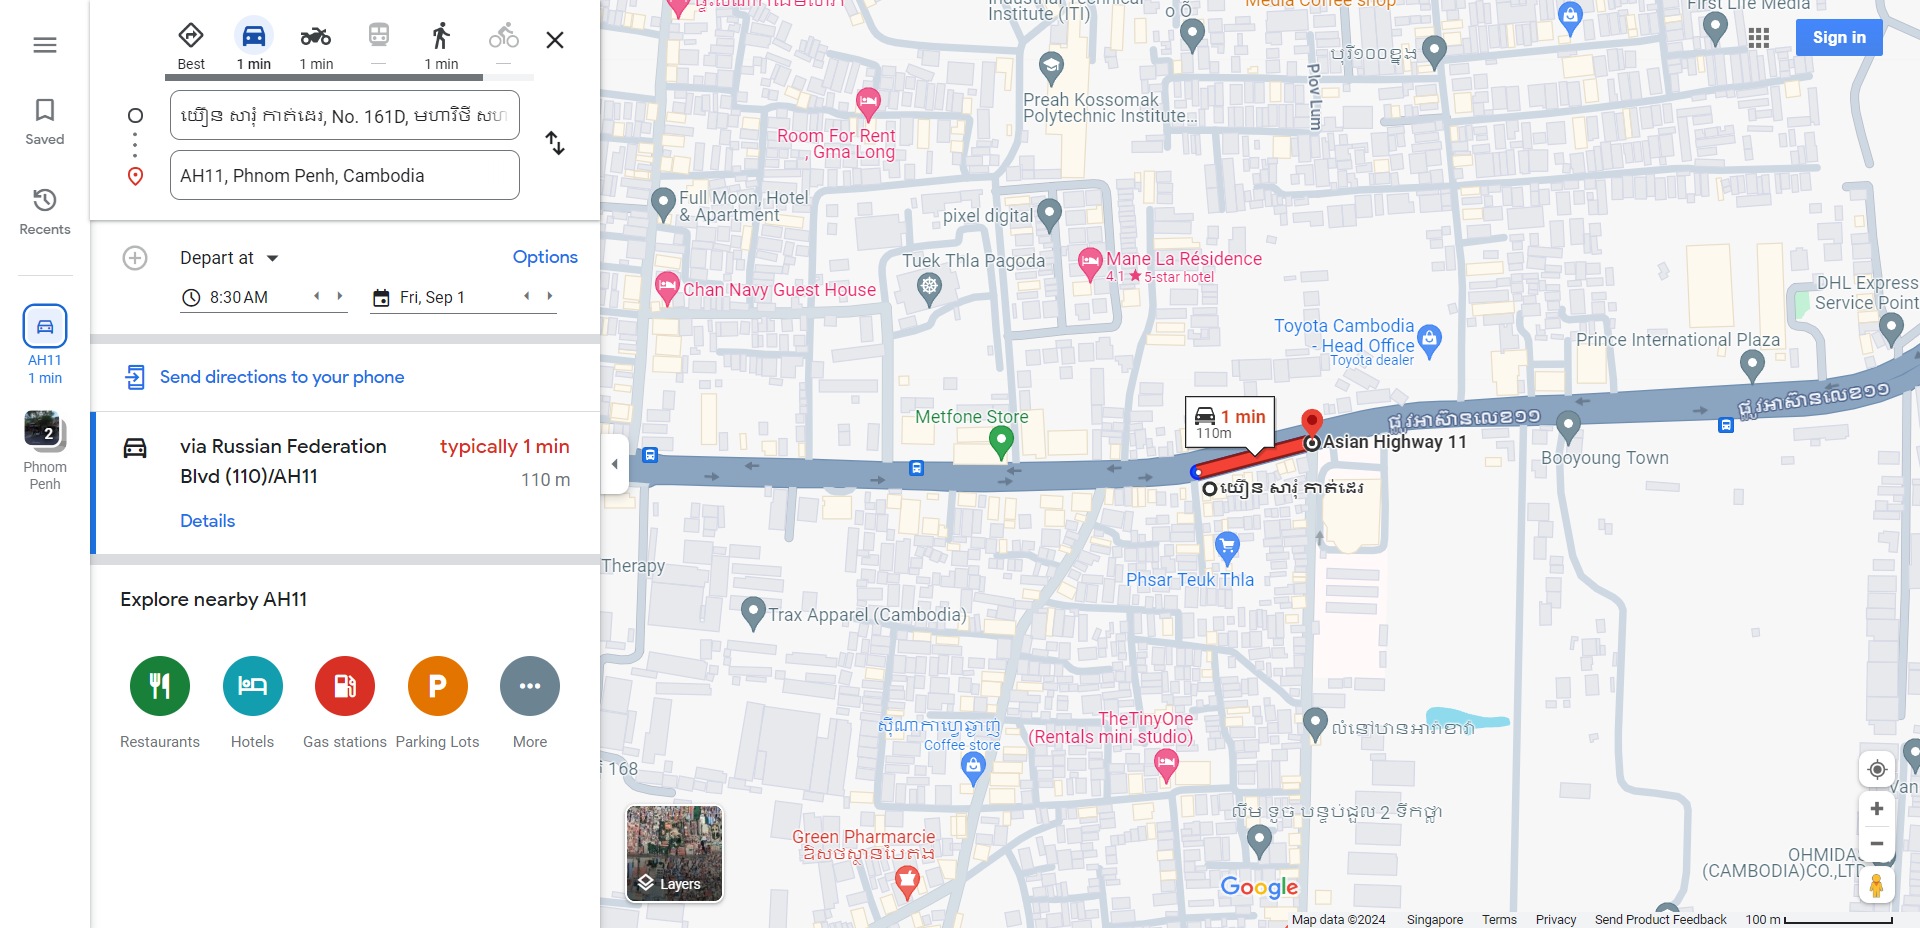 Best
1 min
1 min
—
1 min
—
យឿន សារុំ កាត់ដេរ, No. 161D, មហាវិថី សហ
AH11, Phnom Penh, Cambodia
Saved
Recents
AH11
1 min
2
Phnom
Penh
Depart at
Options
8:30 AM
Fri, Sep 1
Send directions to your phone
via Russian Federation
Blvd (110)/AH11
typically 1 min
110 m
Details
Explore nearby AH11
Restaurants
Hotels
Gas stations
P
Parking Lots
More
Sign in
Institute (ITI)
Media Coffee shop
First Life Media
បុរី១០០ខ្នង
Plov Lum
Preah Kossomak
Polytechnic Institute...
Room For Rent
, Gma Long
Full Moon, Hotel
& Apartment
pixel digital
Tuek Thla Pagoda
Mane La Résidence
4.1 ★ 5-star hotel
Chan Navy Guest House
DHL Express
Service Point
Toyota Cambodia
- Head Office
Toyota dealer
Prince International Plaza
Metfone Store
1 min
110m
ផ្លូវអាស៊ានលេខ១១
ផ្លូវអាស៊ានលេខ១១
Asian Highway 11
Booyoung Town
យឿន សារុំ កាត់ដេរ
Therapy
Phsar Teuk Thla
Trax Apparel (Cambodia)
ស៊ីណាកាហ្វេឆ្ងាញ់
Coffee store
TheTinyOne
(Rentals mini studio)
លំនៅឋានអារ៉ាខាវ៉ា
168
លីម ទូច បន្ទប់ជួល 2 ទឹកថ្លា
Green Pharmarcie
ឱសថស្ថានបៃតង
Van
OHMIDA
(CAMBODIA)CO.,LTD
Layers
Google
Map data ©2024
Singapore
Terms
Privacy
Send Product Feedback
100 m